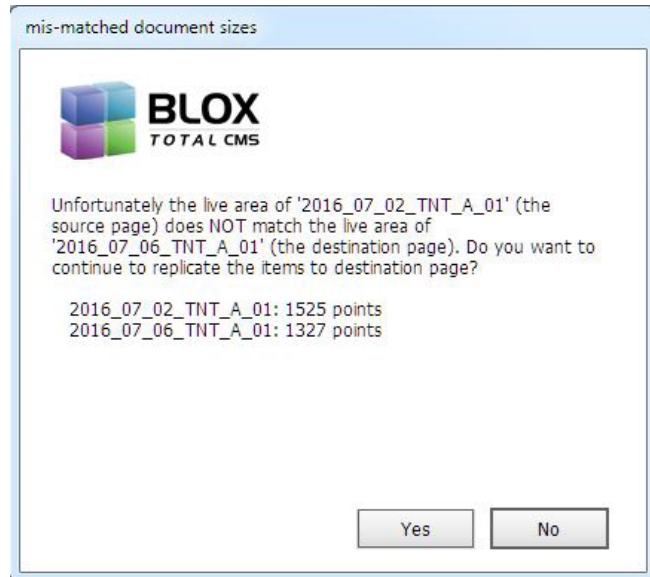 mis-matched document sizes
BLOX
TOTAL CMS
Unfortunately the live area of '2016_07_02_TNT_A_01' (the
source page) does NOT match the live area of
'2016_07_06_TNT_A_01' (the destination page). Do you want to
continue to replicate the items to destination page?
2016_07_02_TNT_A_01: 1525 points
2016_07_06_TNT_A_01: 1327 points
Yes
No